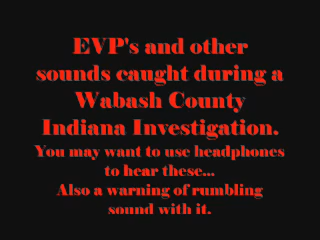 EVP's and other
sounds caught during a
Wabash County
Indiana Investigation.
You may want to use headphones
to hear these...
Also a warning of rumbling
sound with it.